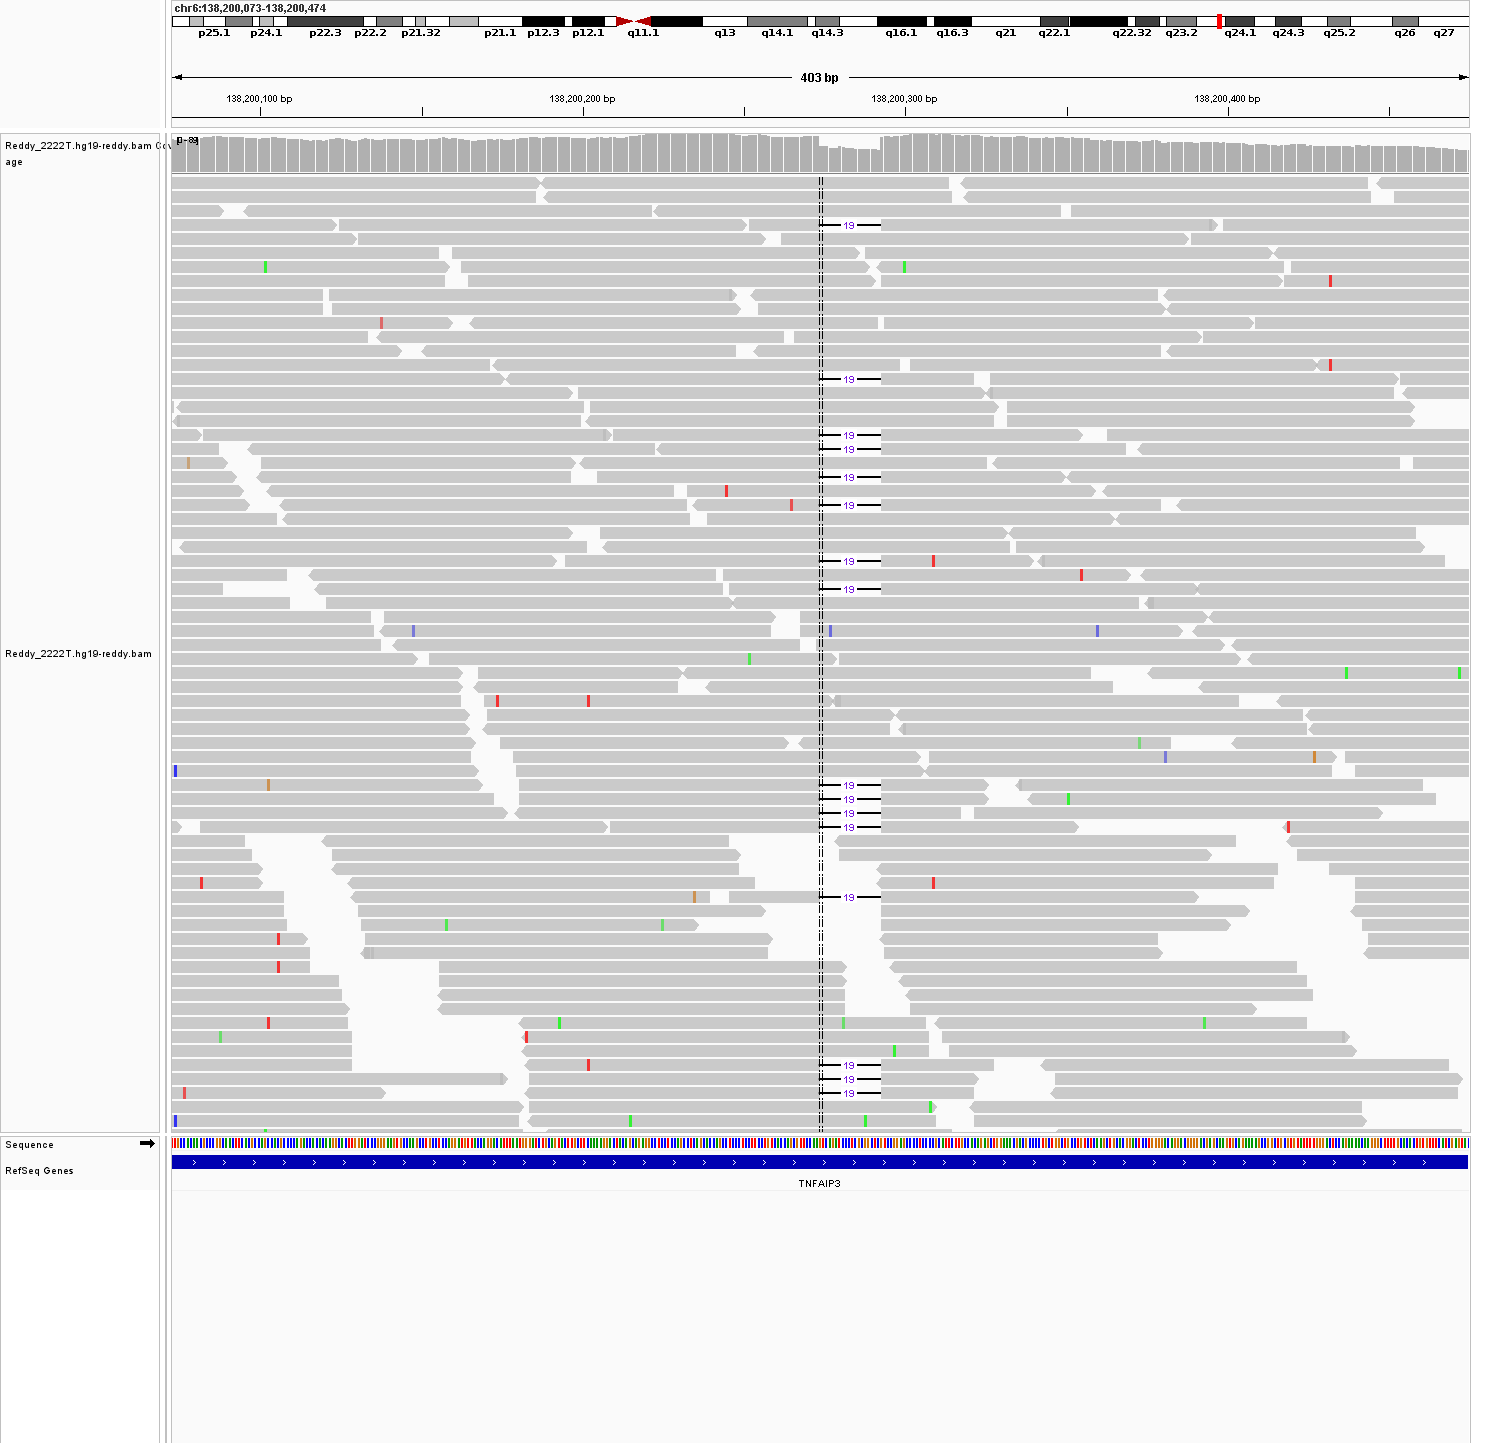 chr6:138,200,073-138,200,474
p25.1 p24.1 p22.3 p22.2 p21.32 p21.1 p12.3 p12.1 q11.1 q13 q14.1 q14.3 q16.1 q16.3 q21 q22.1 q22.32 q23.2 q24.1 q24.3 q25.2 q26 q27
403 bp
138,200,100 bp 138,200,200 bp 138,200,300 bp 138,200,400 bp
Reddy_2222T.hg19-reddy.bam Cov
age
19
19
19
19
19
19
19
19
Reddy_2222T.hg19-reddy.bam
19
19
19
19
19
19
19
19
Sequence
RefSeq Genes
TNFAIP3